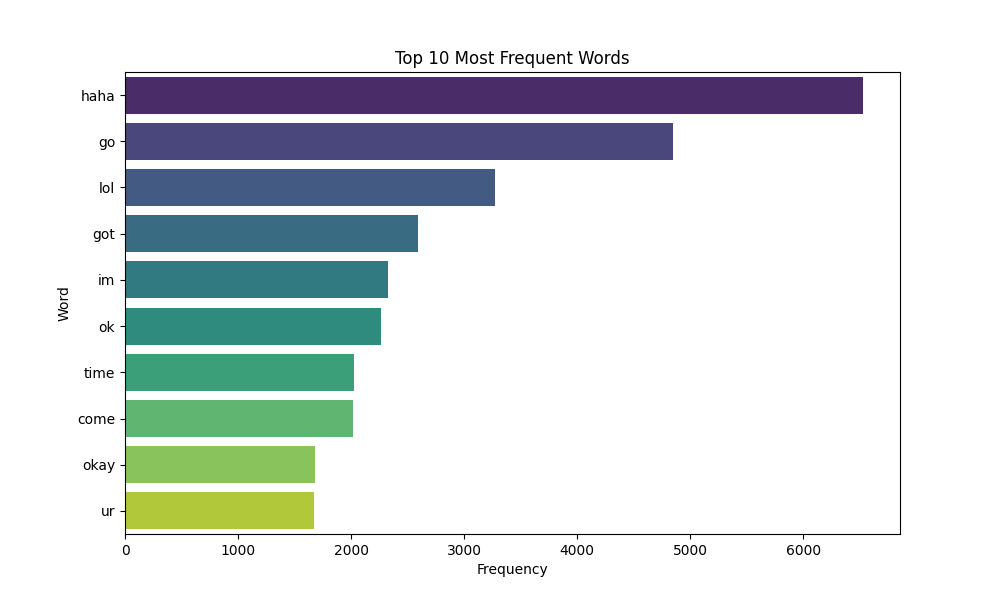 Top 10 Most Frequent Words
haha
go
lol
got
im
ok
time
come
okay
ur
Word
0 1000 2000 3000 4000 5000 6000
Frequency